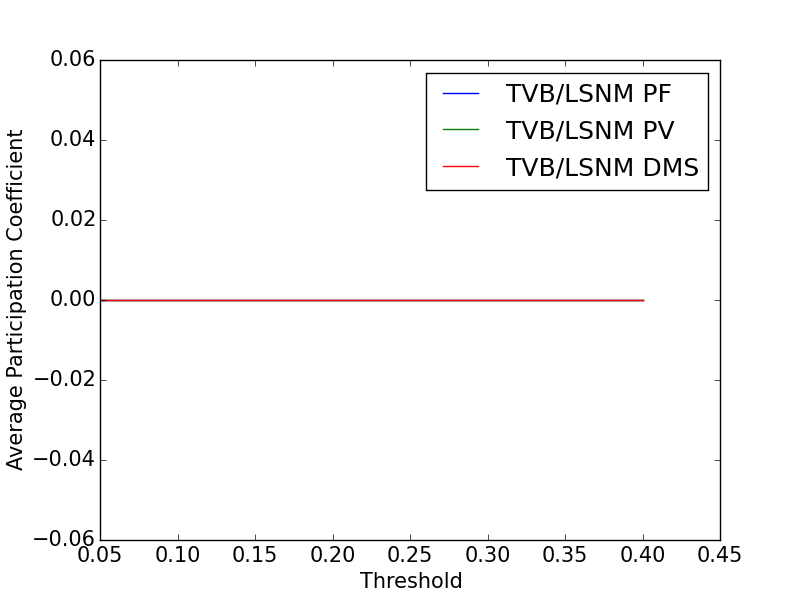 0.06
0.04
0.02
0.00
−0.02
−0.04
−0.06
Average Participation Coefficient
TVB/LSNM PF
TVB/LSNM PV
TVB/LSNM DMS
0.05 0.10 0.15 0.20 0.25 0.30 0.35 0.40 0.45
Threshold